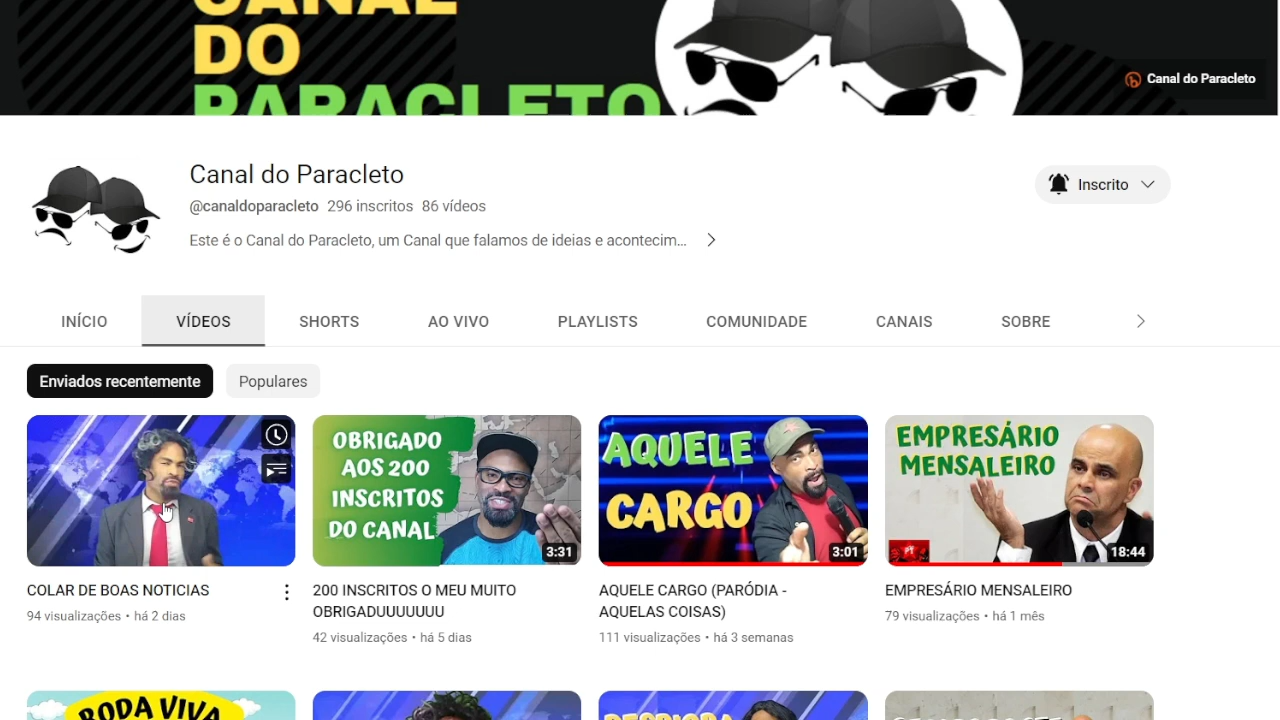 CANAL
DO
PARACLETO
Canal do Paracleto
Canal do Paracleto
@canaldoparacleto 296 inscritos 86 vídeos
Inscrito
Este é o Canal do Paracleto, um Canal que falamos de ideias e acontecim...
INÍCIO VÍDEOS SHORTS AO VIVO PLAYLISTS COMUNIDADE CANAIS SOBRE
Enviados recentemente Populares
OBRIGADO
AOS 200
INSCRITOS
DO CANAL
3:31
AQUELE
CARGO
3:01
EMPRESÁRIO
MENSALEIRO
18:44
COLAR DE BOAS NOTICIAS
94 visualizações • há 2 dias
200 INSCRITOS O MEU MUITO
OBRIGADUUUUUUU
42 visualizações • há 5 dias
AQUELE CARGO (PARÓDIA -
AQUELAS COISAS)
111 visualizações • há 3 semanas
EMPRESÁRIO MENSALEIRO
79 visualizações • há 1 mês
RODA VIVA